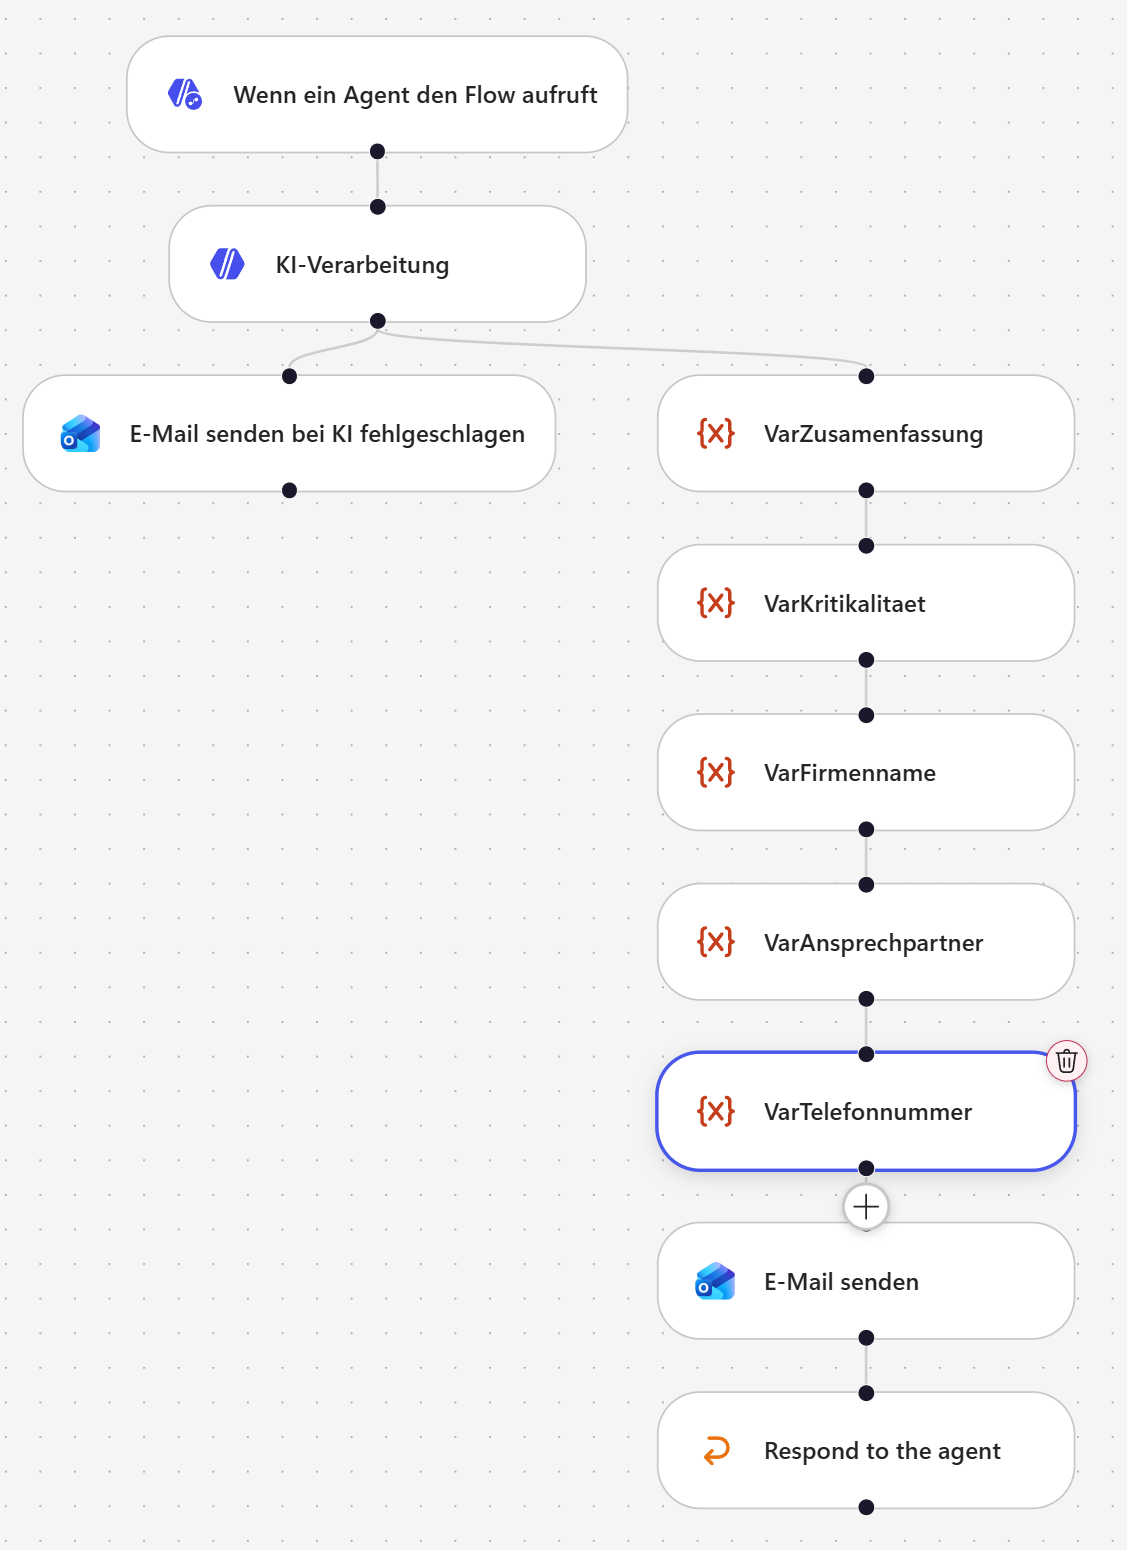 Wenn ein Agent den Flow aufruft
KI-Verarbeitung
E-Mail senden bei KI fehlgeschlagen
VarZusamenfassung
VarKritikalitaet
VarFirmenname
VarAnsprechpartner
VarTelefonnummer
E-Mail senden
Respond to the agent